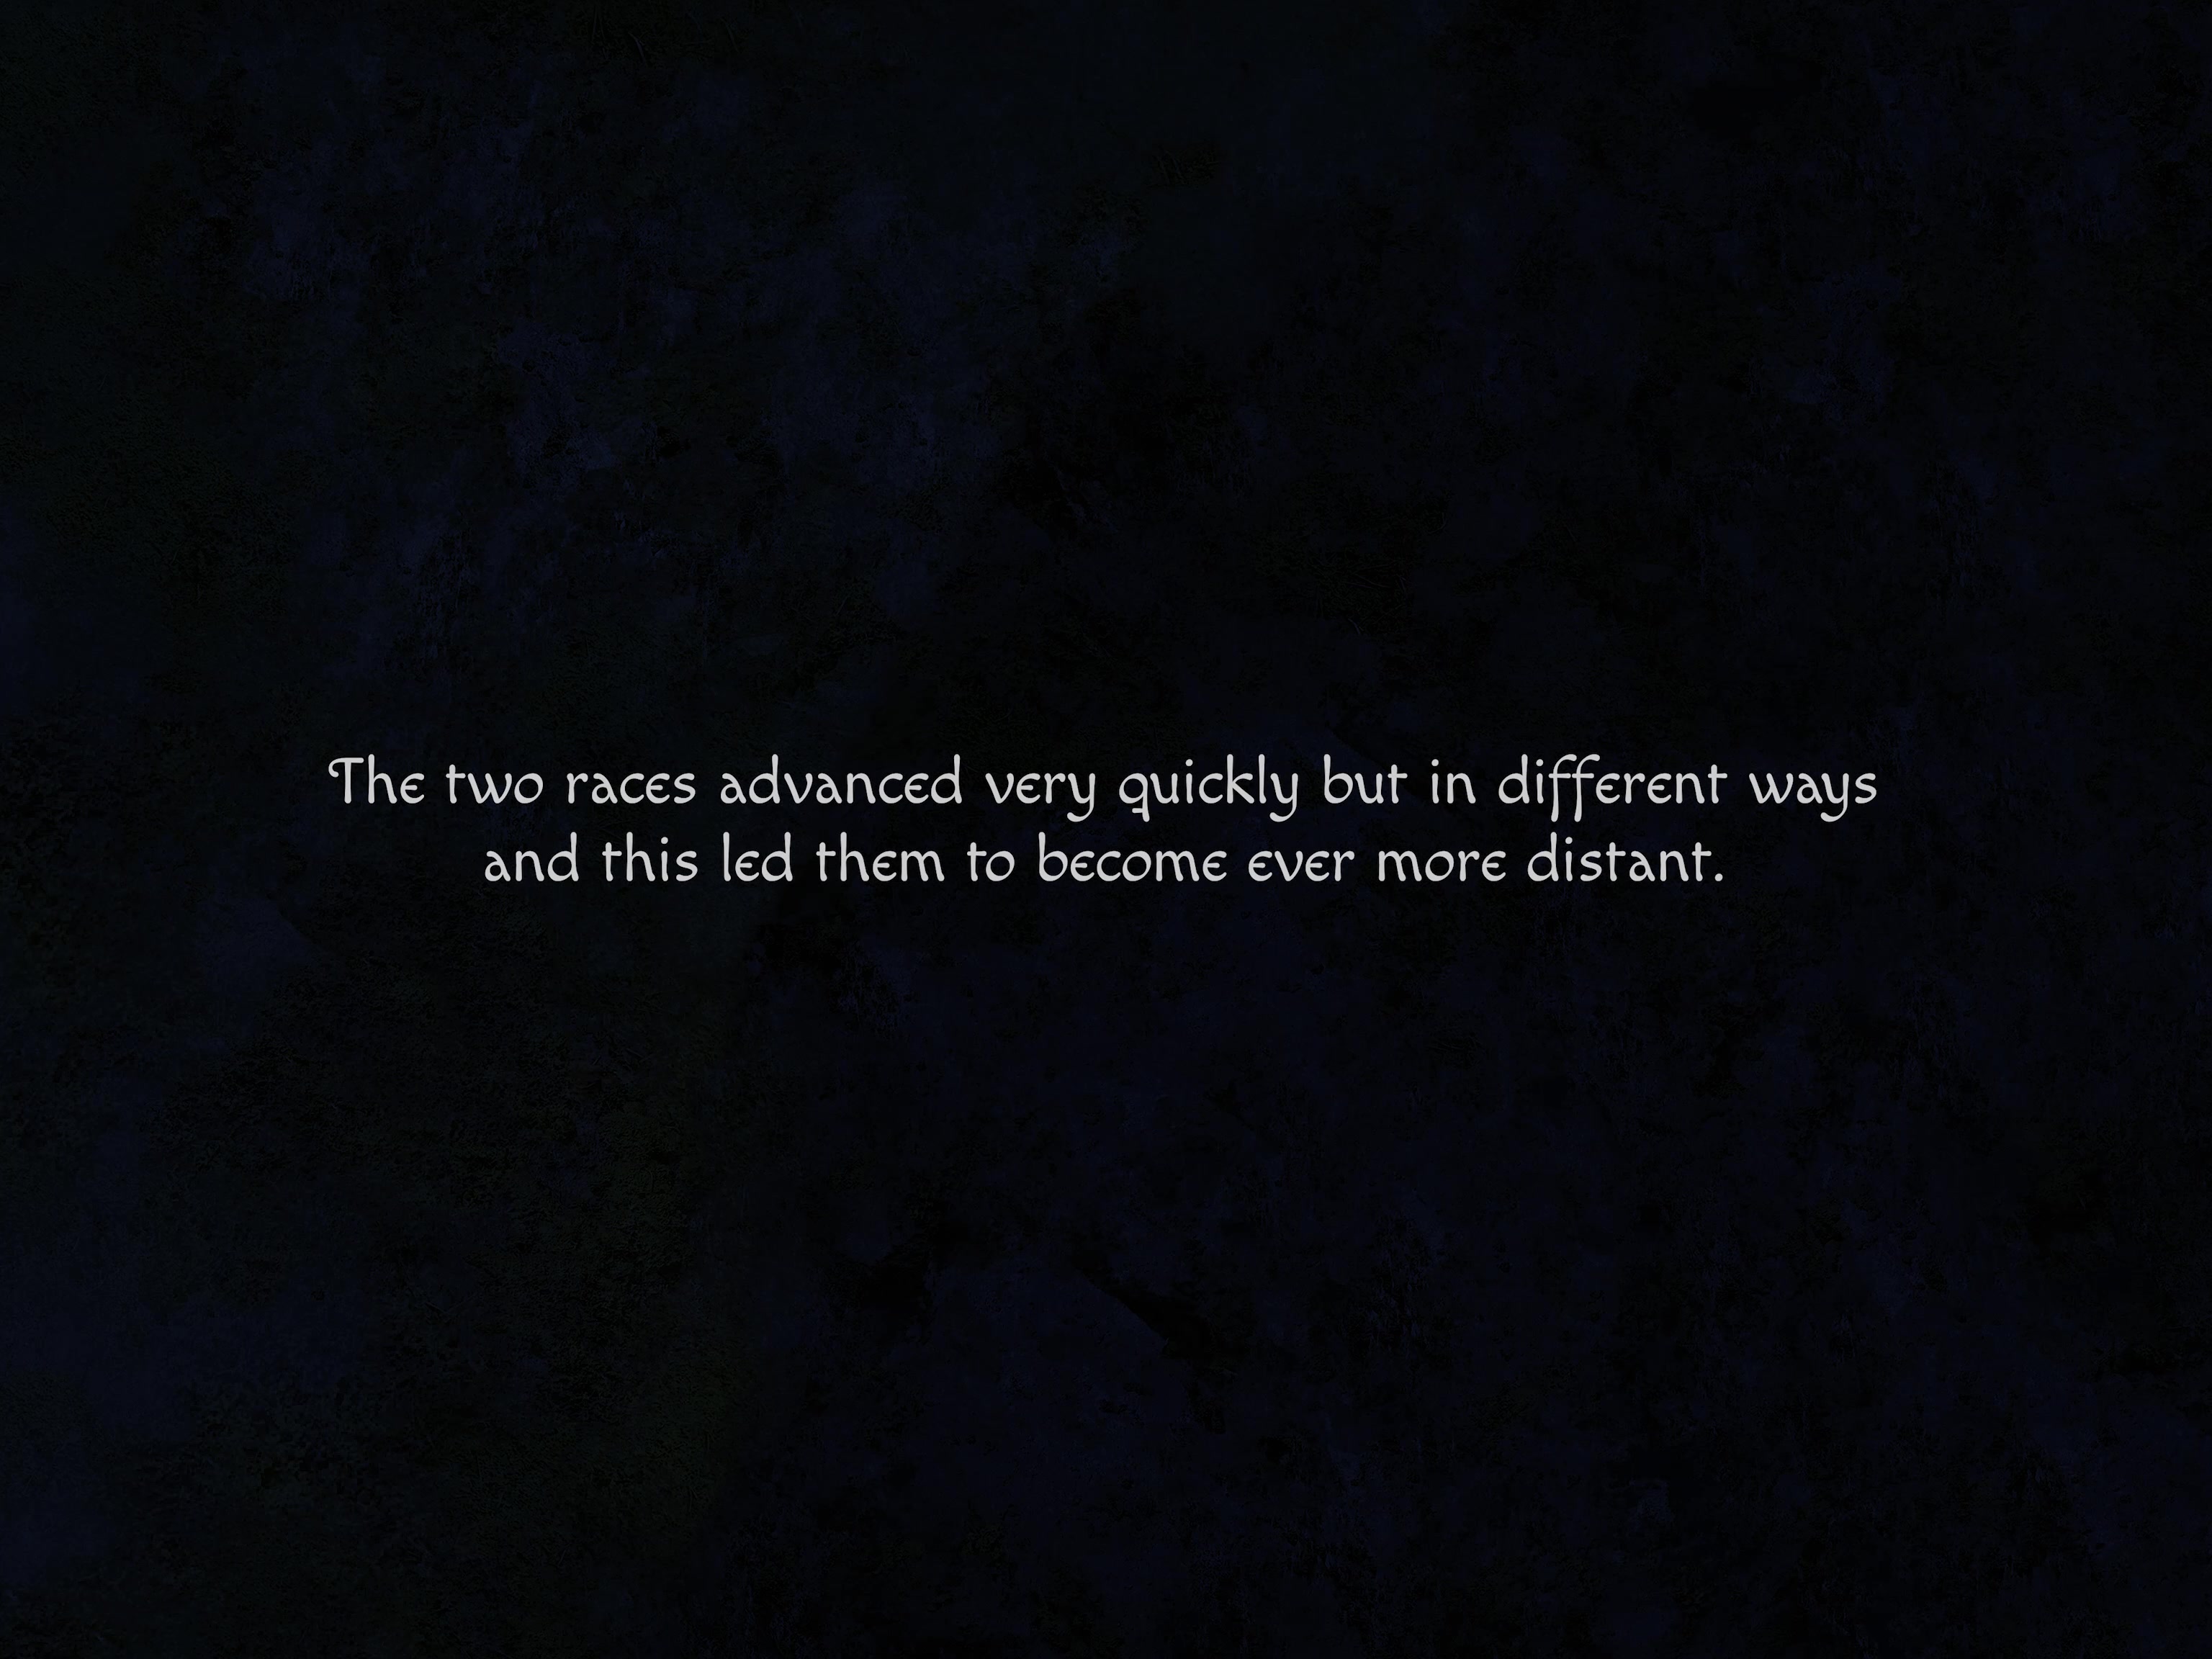 The two races advanced very quickly but in different ways
and this led them to become ever more distant.